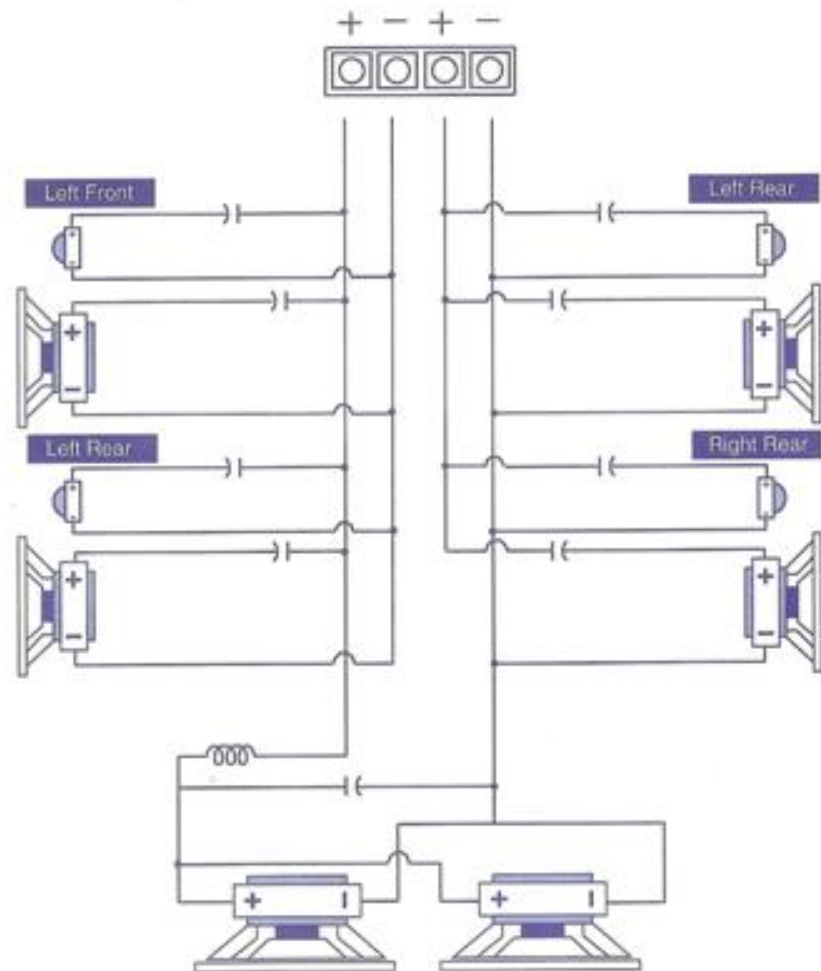 + − + −
Left Front
Left Rear
+
−
+
−
Left Rear
Right Rear
+
−
+
−
+ −
+ −